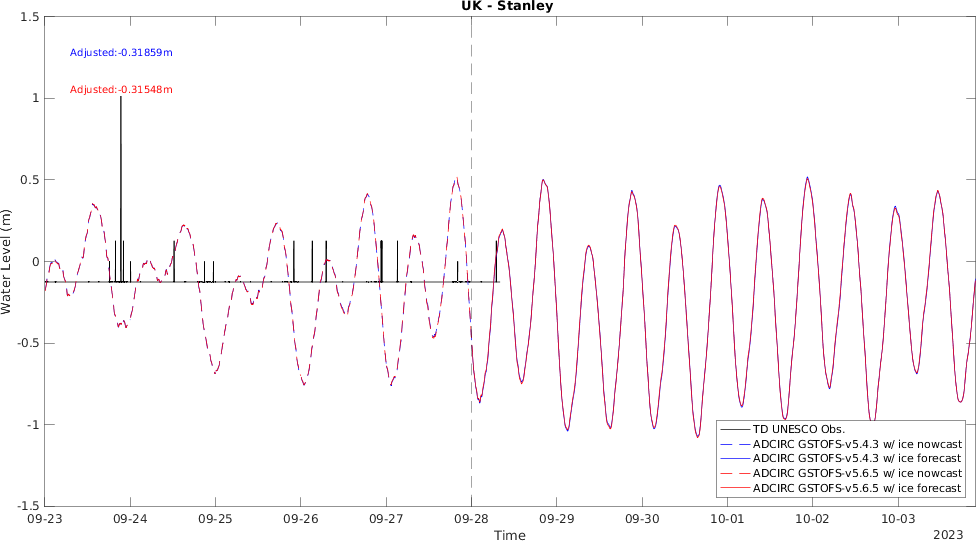 UK - Stanley
1.5
Adjusted:-0.31859m
Adjusted:-0.31548m
1
0.5
0
-0.5
-1
-1.5
Water Level (m)
TD UNESCO Obs.
ADCIRC GSTOFS-v5.4.3 w/ ice nowcast
ADCIRC GSTOFS-v5.4.3 w/ ice forecast
ADCIRC GSTOFS-v5.6.5 w/ ice nowcast
ADCIRC GSTOFS-v5.6.5 w/ ice forecast
09-23 09-24 09-25 09-26 09-27 09-28 09-29 09-30 10-01 10-02 10-03
Time
2023